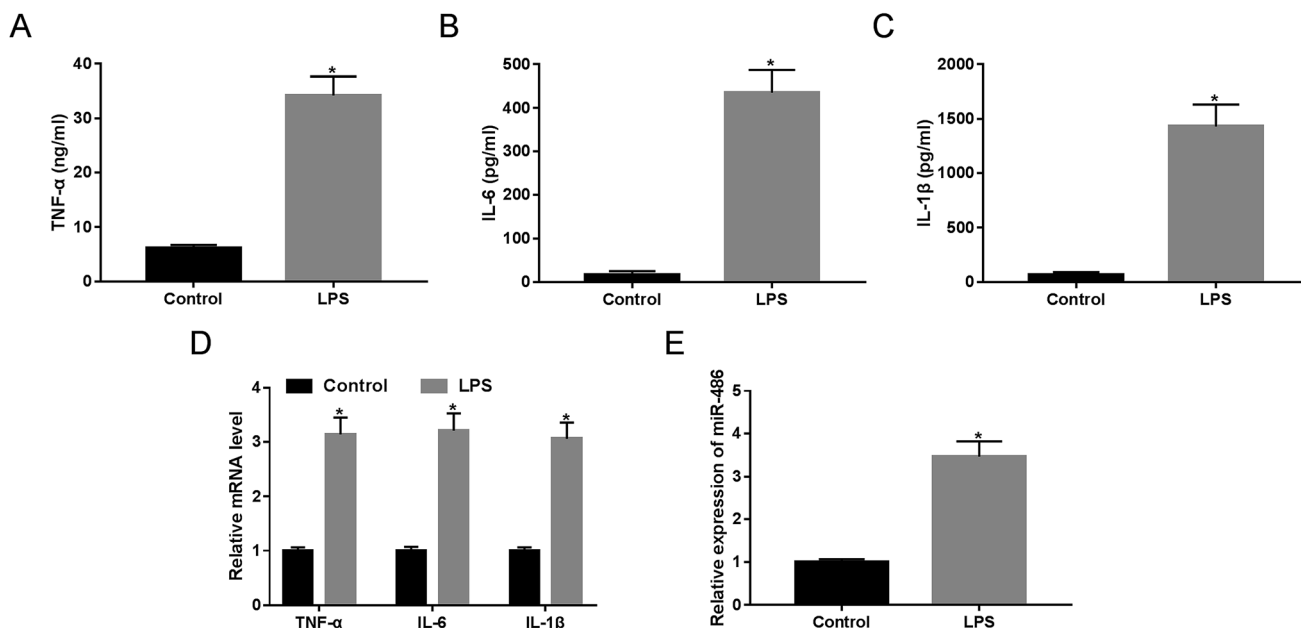 A
TNF-α (ng/ml)
40
30
20
10
0
*
Control
LPS
B
IL-6 (pg/ml)
500
400
300
200
100
0
*
Control
LPS
C
IL-1β (pg/ml)
2000
1500
1000
500
0
*
Control
LPS
D
Control
LPS
Relative mRNA level
4
3
2
1
0
*
*
*
TNF-α
IL-6
IL-1β
E
Relative expression of miR-486
5
4
3
2
1
0
*
Control
LPS